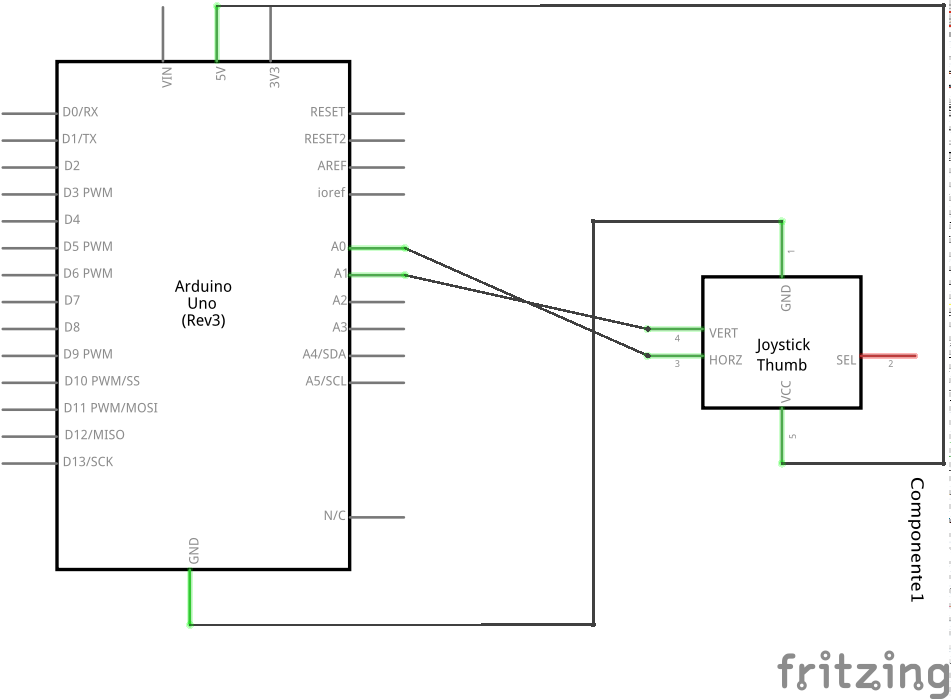 VIN
5V
3V3
D0/RX
D1/TX
D2
D3 PWM
D4
D5 PWM
D6 PWM
D7
D8
D9 PWM
D10 PWM/SS
D11 PWM/MOSI
D12/MISO
D13/SCK
RESET
RESET2
AREF
ioref
A0
A1
A2
A3
A4/SDA
A5/SCL
N/C
GND
Arduino
Uno
(Rev3)
1
GND
4
VERT
3
HORZ
Joystick
Thumb
SEL
2
VCC
5
Componente1
fritzing